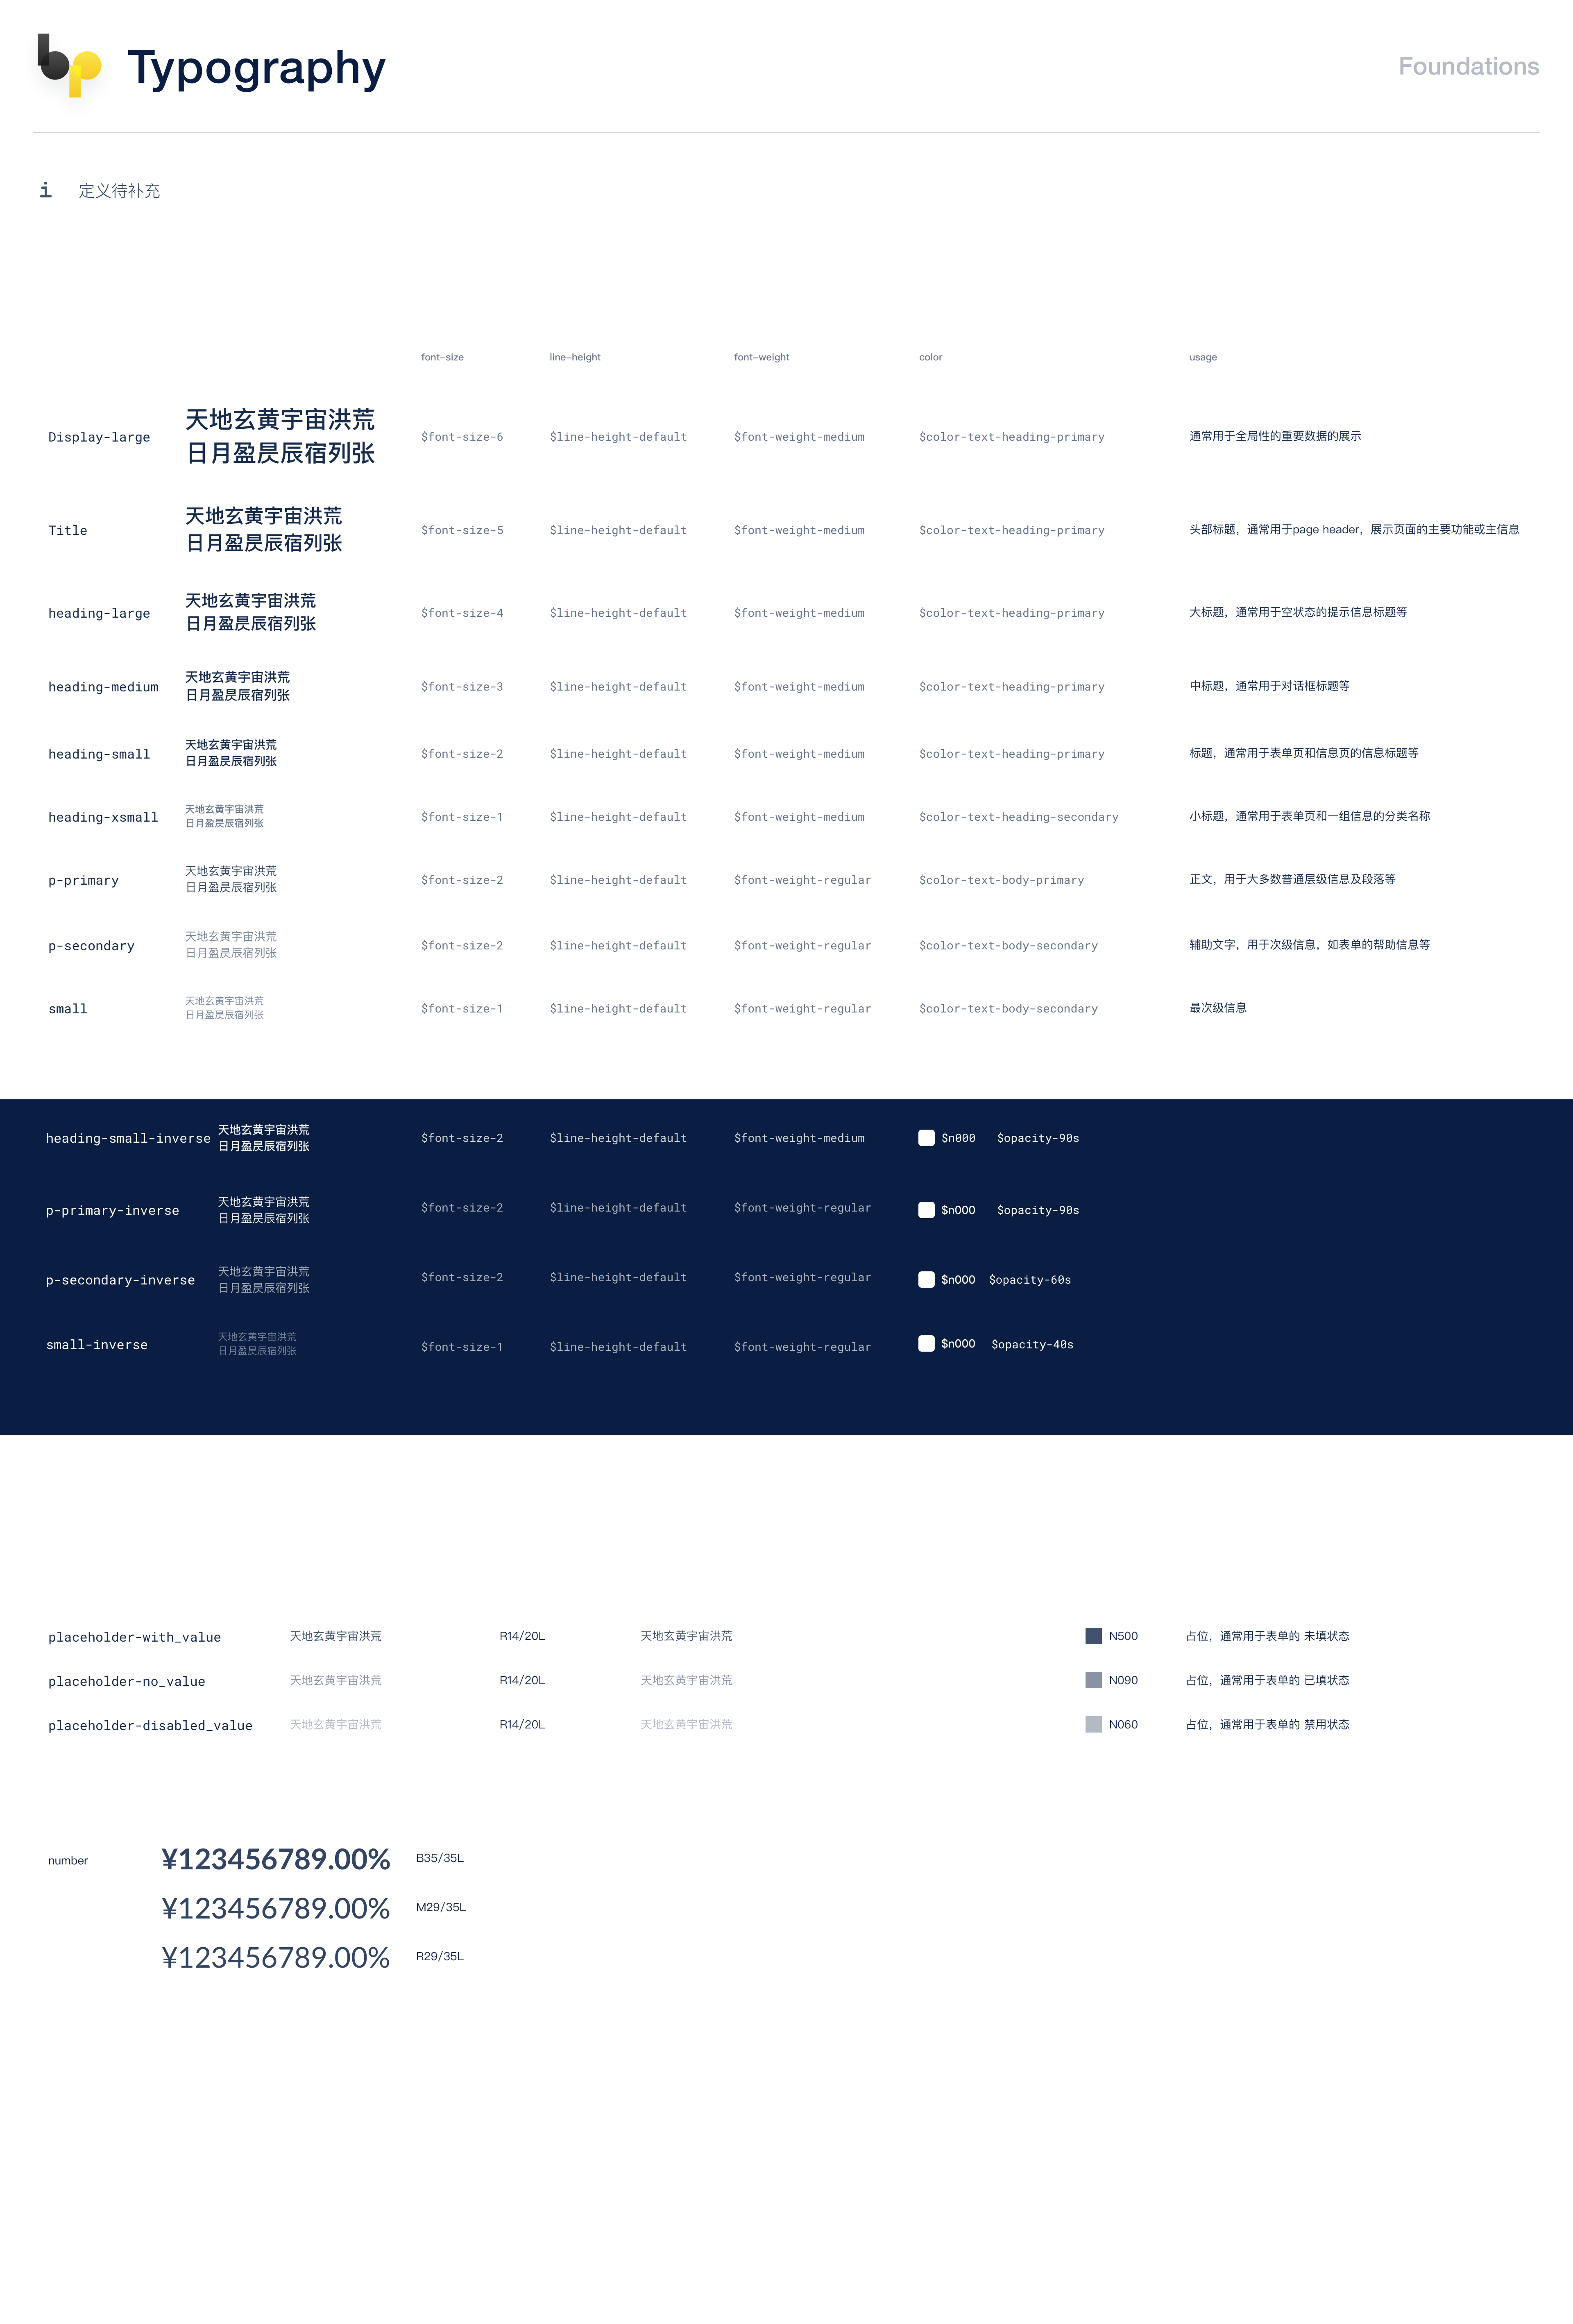 bp Typography
Foundations
i 定义待补充
font-size line-height font-weight color usage
天地玄黄宇宙洪荒
Display-large $font-size-6 $line-height-default $font-weight-medium $color-text-heading-primary 通常用于全局性的重要数据的展示
日月盈昃辰宿列张
天地玄黄宇宙洪荒
Title $font-size-5 $line-height-default $font-weight-medium $color-text-heading-primary 头部标题，通常用于page header，展示页面的主要功能或主信息
日月盈昃辰宿列张
天地玄黄宇宙洪荒
heading-large $font-size-4 $line-height-default $font-weight-medium $color-text-heading-primary 大标题，通常用于空状态的提示信息标题等
日月盈昃辰宿列张
天地玄黄宇宙洪荒
heading-medium $font-size-3 $line-height-default $font-weight-medium $color-text-heading-primary 中标题，通常用于对话框标题等
日月盈昃辰宿列张
天地玄黄宇宙洪荒
heading-small $font-size-2 $line-height-default $font-weight-medium $color-text-heading-primary 标题，通常用于表单页和信息页的信息标题等
日月盈昃辰宿列张
天地玄黄宇宙洪荒
heading-xsmall $font-size-1 $line-height-default $font-weight-medium $color-text-heading-secondary 小标题，通常用于表单页和一组信息的分类名称
日月盈昃辰宿列张
天地玄黄宇宙洪荒
p-primary $font-size-2 $line-height-default $font-weight-regular $color-text-body-primary 正文，用于大多数普通层级信息及段落等
日月盈昃辰宿列张
天地玄黄宇宙洪荒
p-secondary $font-size-2 $line-height-default $font-weight-regular $color-text-body-secondary 辅助文字，用于次级信息，如表单的帮助信息等
日月盈昃辰宿列张
天地玄黄宇宙洪荒
small $font-size-1 $line-height-default $font-weight-regular $color-text-body-secondary 最次级信息
日月盈昃辰宿列张
天地玄黄宇宙洪荒
heading-small-inverse $font-size-2 $line-height-default $font-weight-medium $n000 $opacity-90s
日月盈昃辰宿列张
天地玄黄宇宙洪荒
p-primary-inverse $font-size-2 $line-height-default $font-weight-regular $n000 $opacity-90s
日月盈昃辰宿列张
天地玄黄宇宙洪荒
p-secondary-inverse $font-size-2 $line-height-default $font-weight-regular $n000 $opacity-60s
日月盈昃辰宿列张
天地玄黄宇宙洪荒
small-inverse $font-size-1 $line-height-default $font-weight-regular $n000 $opacity-40s
日月盈昃辰宿列张
placeholder-with_value 天地玄黄宇宙洪荒 R14/20L 天地玄黄宇宙洪荒 N500 占位，通常用于表单的 未填状态
placeholder-no_value 天地玄黄宇宙洪荒 R14/20L 天地玄黄宇宙洪荒 N090 占位，通常用于表单的 已填状态
placeholder-disabled_value 天地玄黄宇宙洪荒 R14/20L 天地玄黄宇宙洪荒 N060 占位，通常用于表单的 禁用状态
number ¥123456789.00% B35/35L
¥123456789.00% M29/35L
¥123456789.00% R29/35L